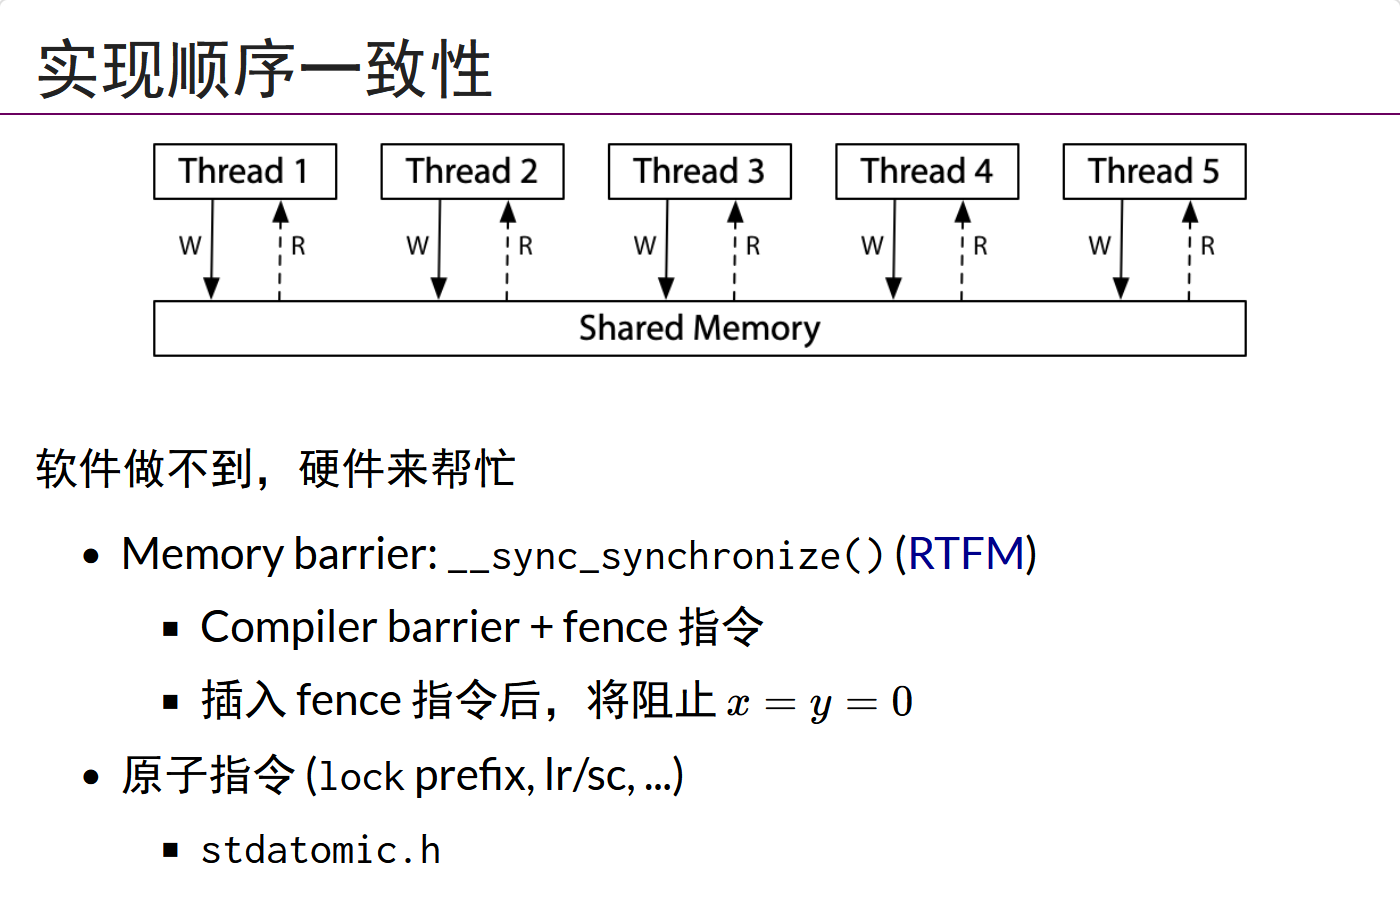 实现顺序一致性
Thread 1 Thread 2 Thread 3 Thread 4 Thread 5
W R W R W R W R W R
Shared Memory
软件做不到，硬件来帮忙
• Memory barrier: __sync_synchronize() (RTFM)
▪ Compiler barrier + fence 指令
▪ 插入 fence 指令后，将阻止 x = y = 0
• 原子指令 (lock prefix, lr/sc, ...)
▪ stdatomic.h